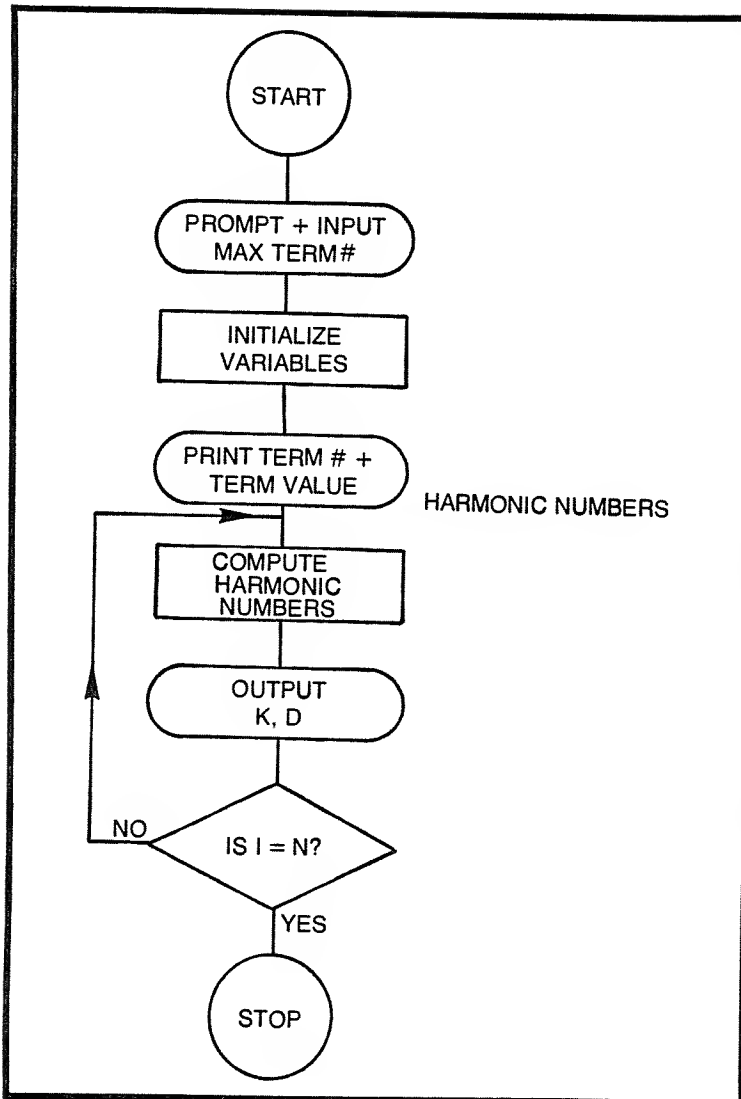 START
PROMPT + INPUT
MAX TERM #
INITIALIZE
VARIABLES
PRINT TERM # +
TERM VALUE
HARMONIC NUMBERS
COMPUTE
HARMONIC
NUMBERS
OUTPUT
K, D
NO
IS I = N?
YES
STOP